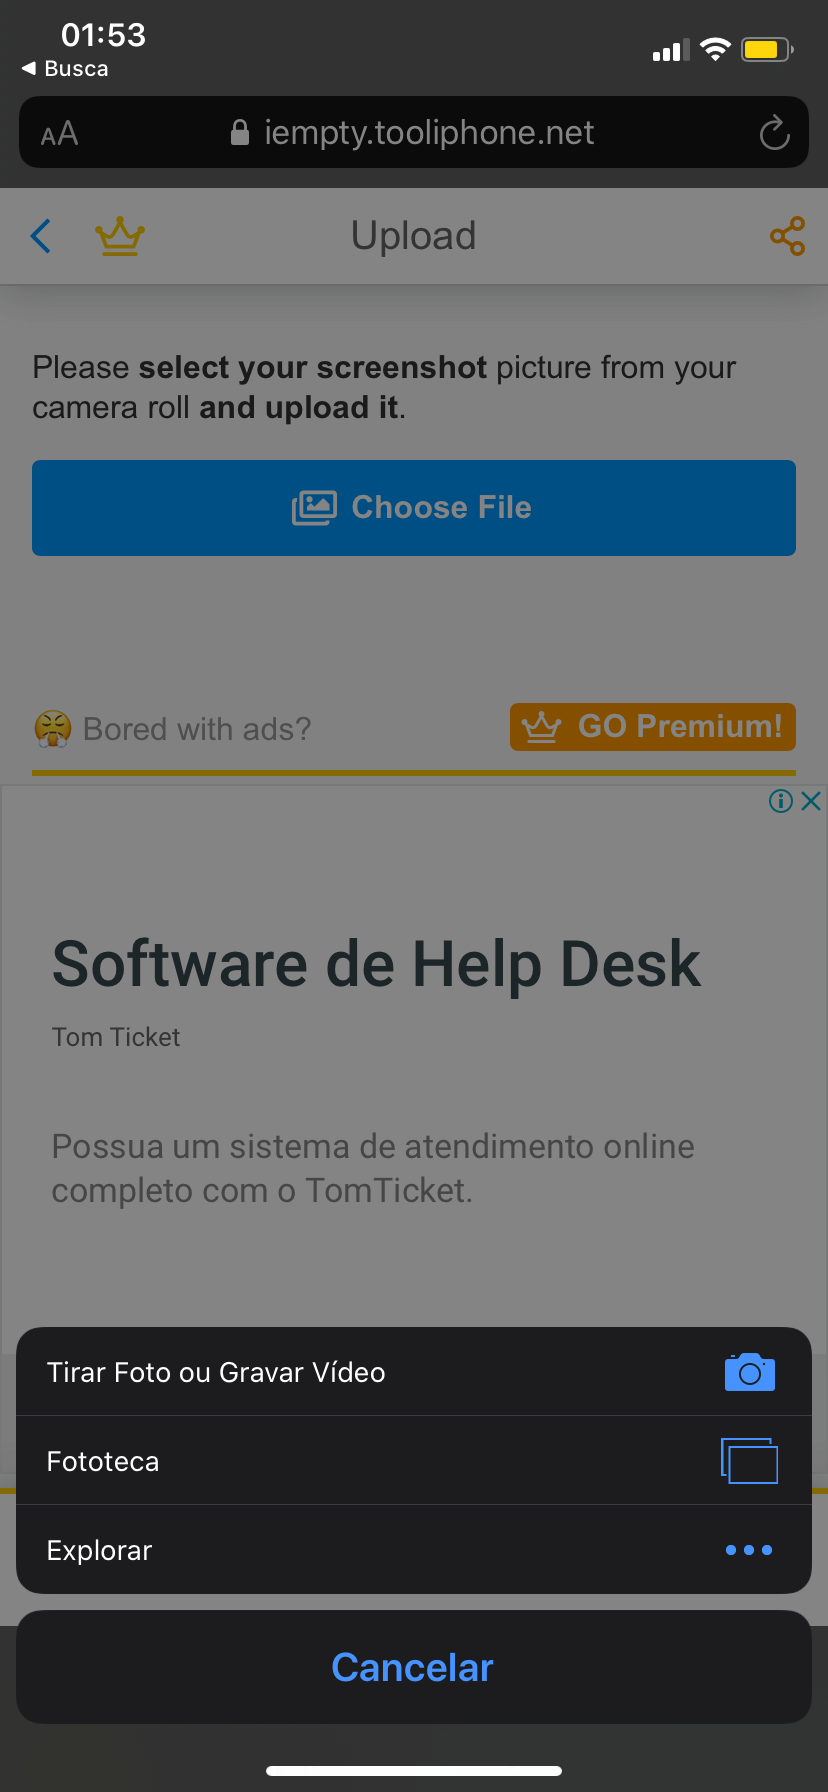 01:53
◀ Busca
AA
iempty.tooliphone.net
Upload
Please select your screenshot picture from your
camera roll and upload it.
Choose File
Bored with ads?
GO Premium!
Software de Help Desk
Tom Ticket
Possua um sistema de atendimento online
completo com o TomTicket.
Tirar Foto ou Gravar Vídeo
Fototeca
Explorar
Cancelar